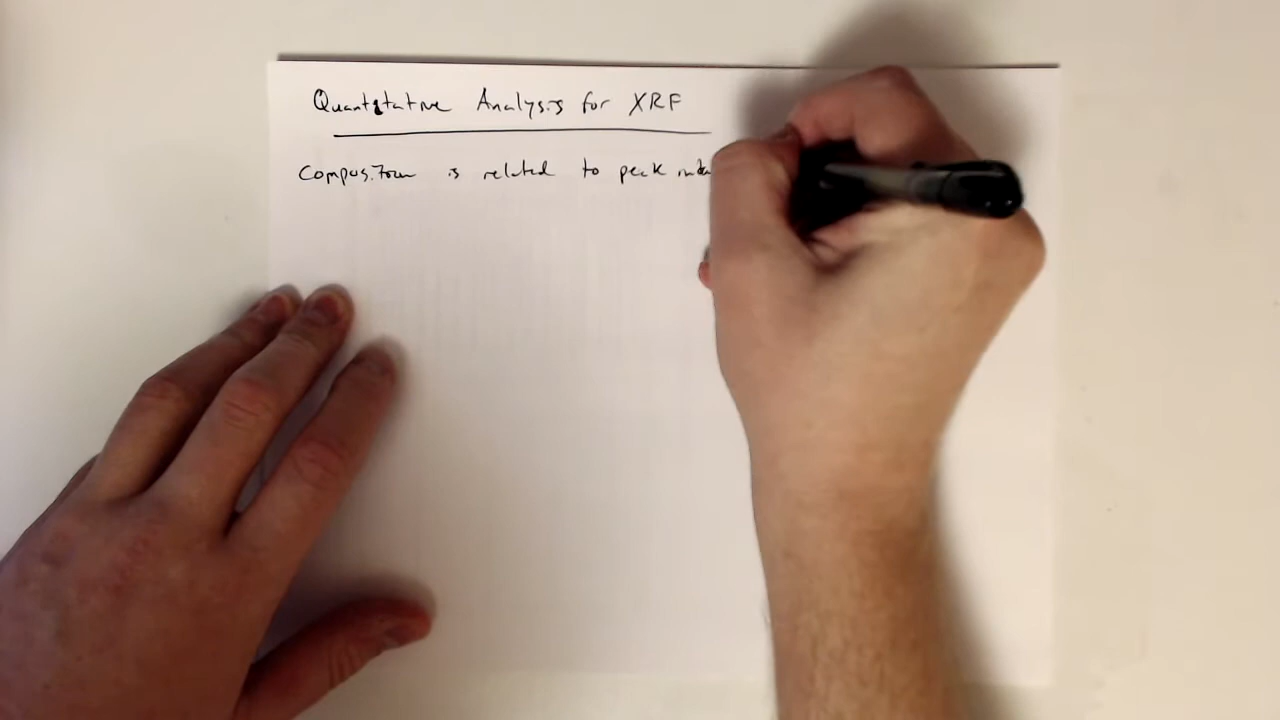 Quantitative Analysis for XRF
Composition is related to peak